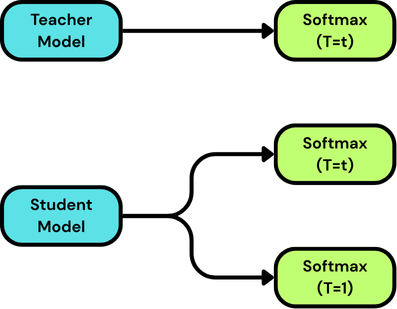 Teacher
Model
Softmax
(T=t)
Softmax
(T=t)
Student
Model
Softmax
(T=1)